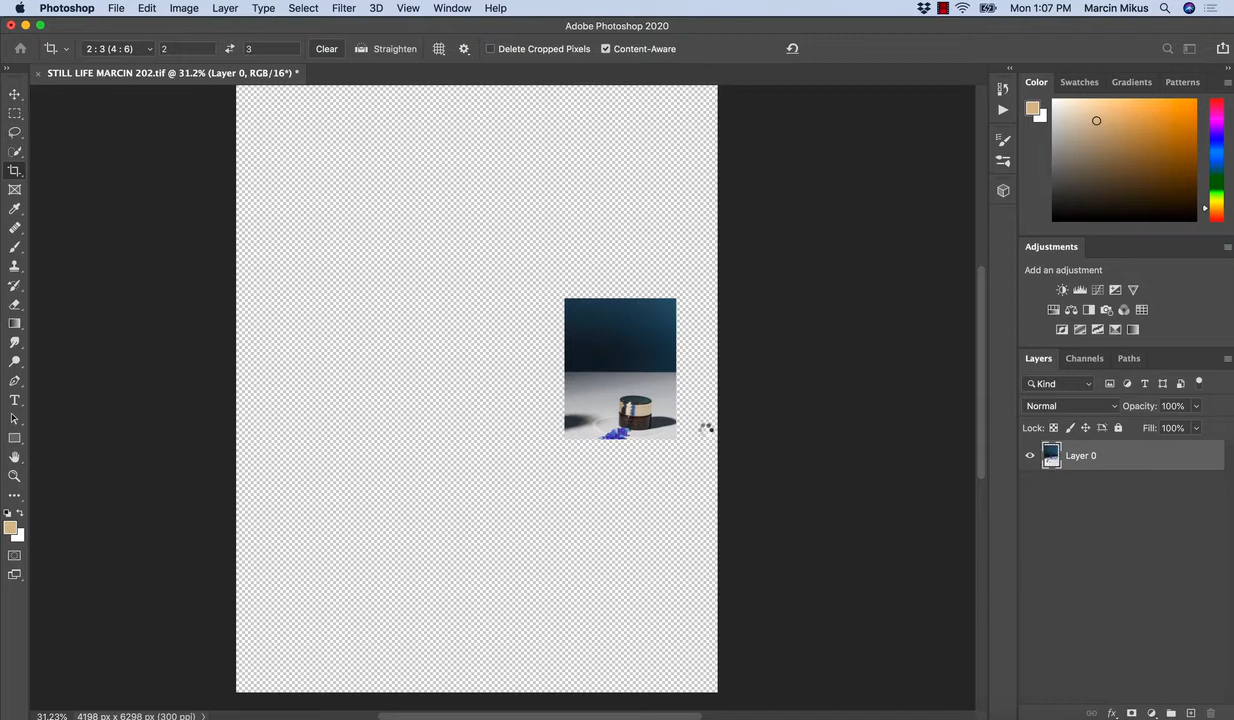 Photoshop File Edit Image Layer Type Select Filter 3D View Window Help Mon 1:07 PM Marcin Mikus
Adobe Photoshop 2020
2 : 3 (4 : 6) 2 3 Clear Straighten Delete Cropped Pixels Content-Aware
STILL LIFE MARCIN 202.tif @ 31.2% (Layer 0, RGB/16*) *
Color Swatches Gradients Patterns
Adjustments
Add an adjustment
Layers Channels Paths
Kind
Normal Opacity: 100%
Lock: Fill: 100%
Layer 0
31.23% 4198 px x 6298 px (300 ppi)